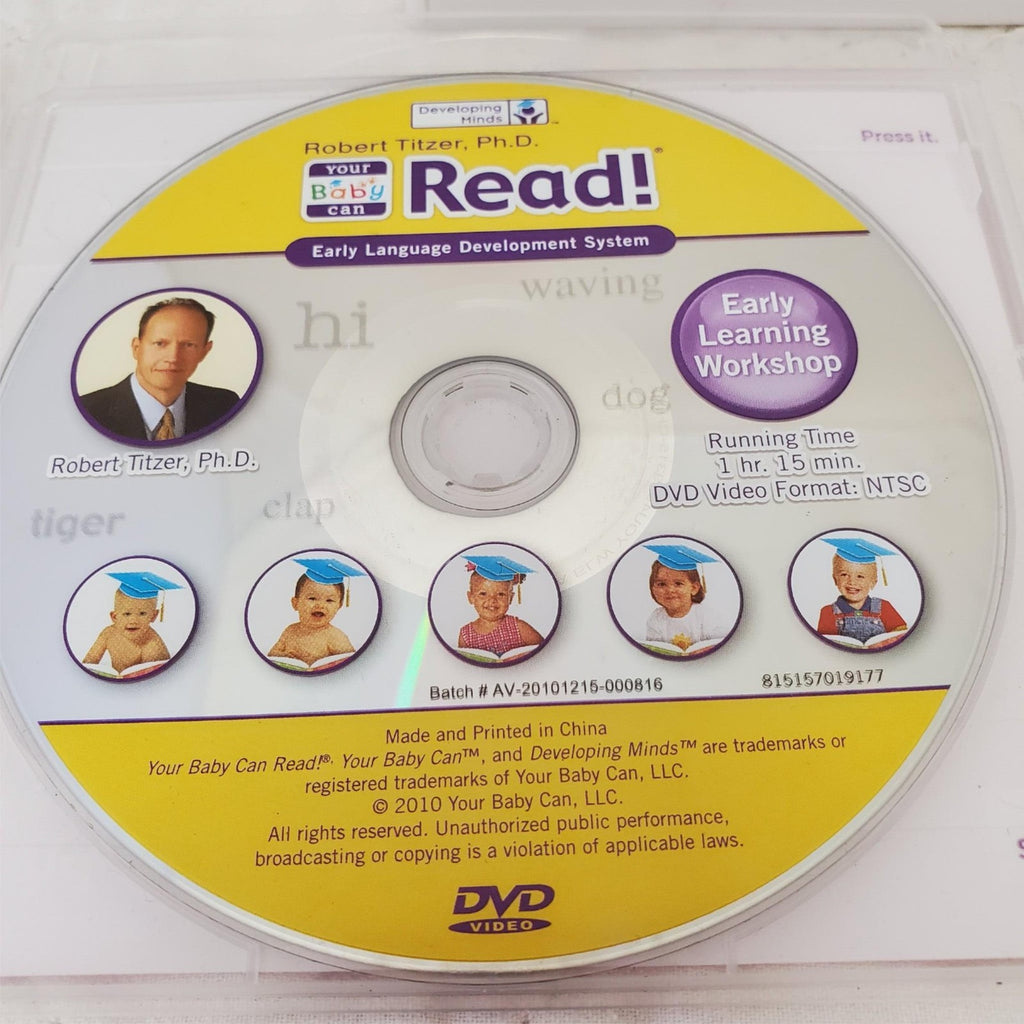 Developing
Minds
Press it.
Robert Titzer, Ph.D.
YOUR
Baby
can
Read!®
Early Language Development System
waving
hi
Early
Learning
Workshop
dog
Robert Titzer, Ph.D.
Running Time
1 hr. 15 min.
DVD Video Format: NTSC
clap
tiger
Batch # AV-20101215-000816
815157019177
Made and Printed in China
Your Baby Can Read!®, Your Baby Can™, and Developing Minds™ are trademarks or
registered trademarks of Your Baby Can, LLC.
© 2010 Your Baby Can, LLC.
All rights reserved. Unauthorized public performance,
broadcasting or copying is a violation of applicable laws.
DVD
VIDEO